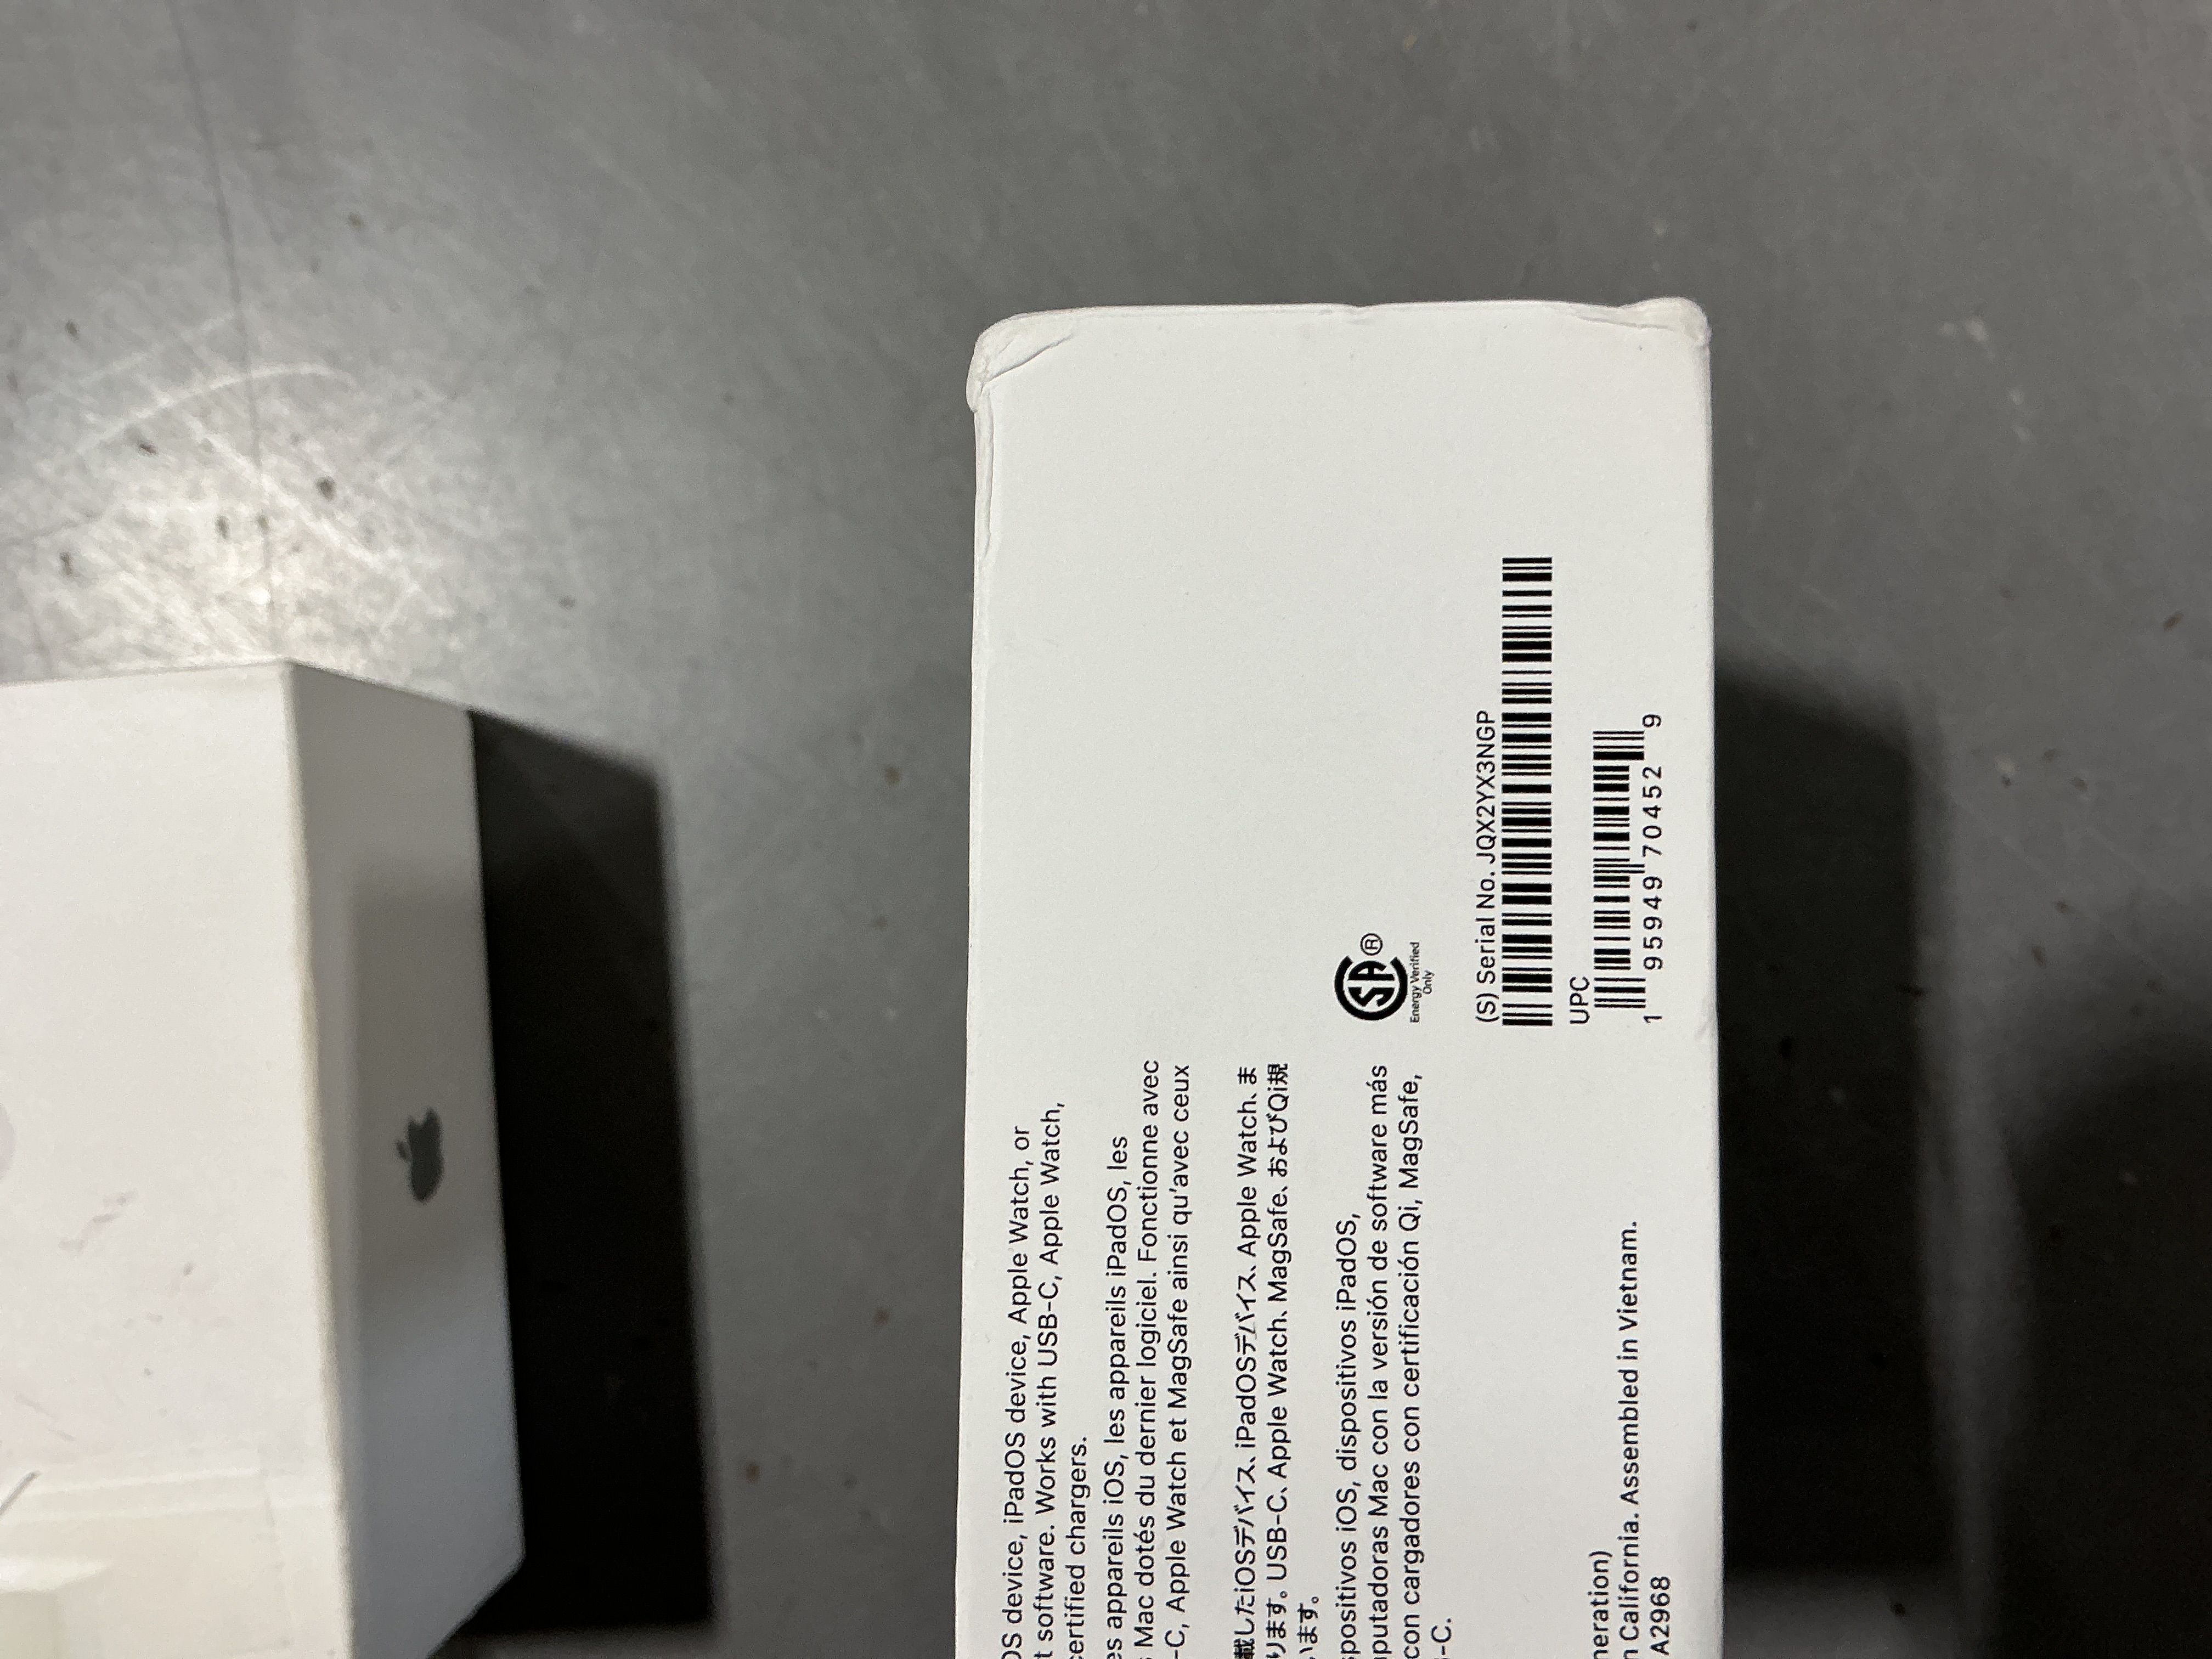 OS device, iPadOS device, Apple Watch, or
t software. Works with USB-C, Apple Watch,
certified chargers.
es appareils iOS, les appareils iPadOS, les
Mac dotés du dernier logiciel. Fonctionne avec
-C, Apple Watch et MagSafe ainsi qu'avec ceux
載したiOSデバイス、iPadOSデバイス、Apple Watch、ま
ります。USB-C、Apple Watch、MagSafe、およびQi規
います。
spositivos iOS, dispositivos iPadOS,
mputadoras Mac con la versión de software más
con cargadores con certificación Qi, MagSafe,
-C.
SA®
Energy Verified
Only
(S) Serial No. JQX2YX3NGP
UPC
1 95949 70452 9
neration)
n California. Assembled in Vietnam.
A2968